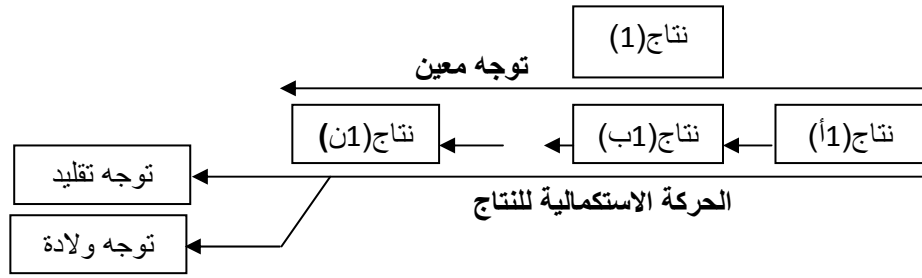 نتاج(1)
توجه معين
نتاج(1أ) نتاج(1ب) نتاج(1ن)
توجه تقليد
الحركة الاستكمالية للنتاج
توجه ولادة